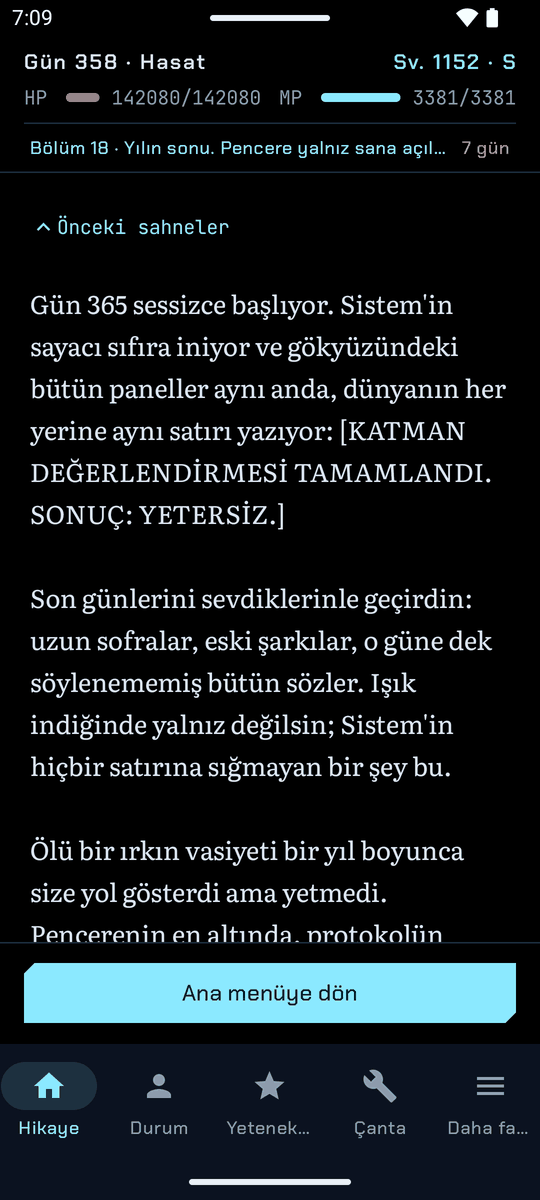 7:09
Gün 358 · Hasat
Sv. 1152 · S
HP 142080/142080 MP 3381/3381
Bölüm 18 · Yılın sonu. Pencere yalnız sana açıl... 7 gün
Önceki sahneler
Gün 365 sessizce başlıyor. Sistem'in
sayacı sıfıra iniyor ve gökyüzündeki
bütün paneller aynı anda, dünyanın her
yerine aynı satırı yazıyor: [KATMAN
DEĞERLENDİRMESİ TAMAMLANDI.
SONUÇ: YETERSİZ.]
Son günlerini sevdiklerinle geçirdin:
uzun sofralar, eski şarkılar, o güne dek
söylenememiş bütün sözler. Işık
indiğinde yalnız değilsin; Sistem'in
hiçbir satırına sığmayan bir şey bu.
Ölü bir ırkın vasiyeti bir yıl boyunca
size yol gösterdi ama yetmedi.
Pencerenin en altında, protokolün
Ana menüye dön
Hikaye
Durum
Yetenek...
Çanta
Daha fa...